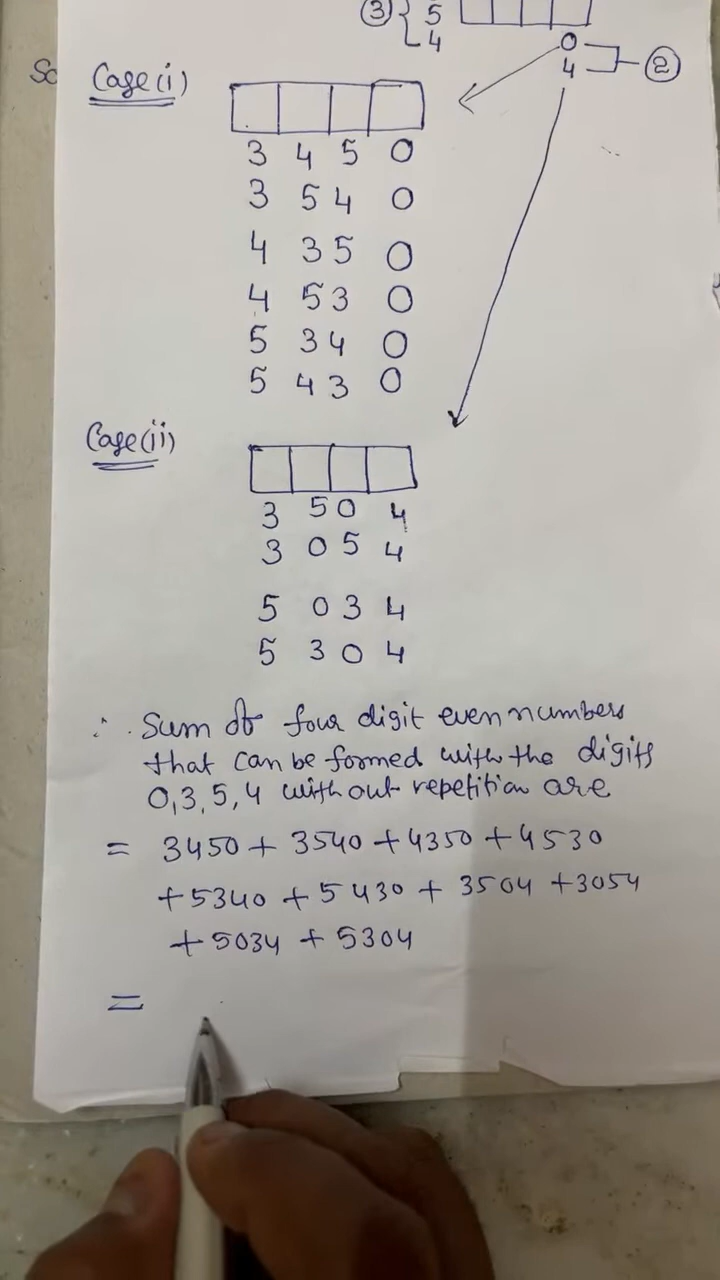 ③ { 5
4
0
4 ②
So
Case(i)
3 4 5 0
3 5 4 0
4 3 5 0
4 5 3 0
5 3 4 0
5 4 3 0
Case(ii)
3 5 0 4
3 0 5 4
5 0 3 4
5 3 0 4
∴ Sum of four digit even numbers
that can be formed with the digits
0,3,5,4 without repetition are
= 3450 + 3540 + 4350 + 4530
+ 5340 + 5430 + 3504 + 3054
+ 5034 + 5304
=